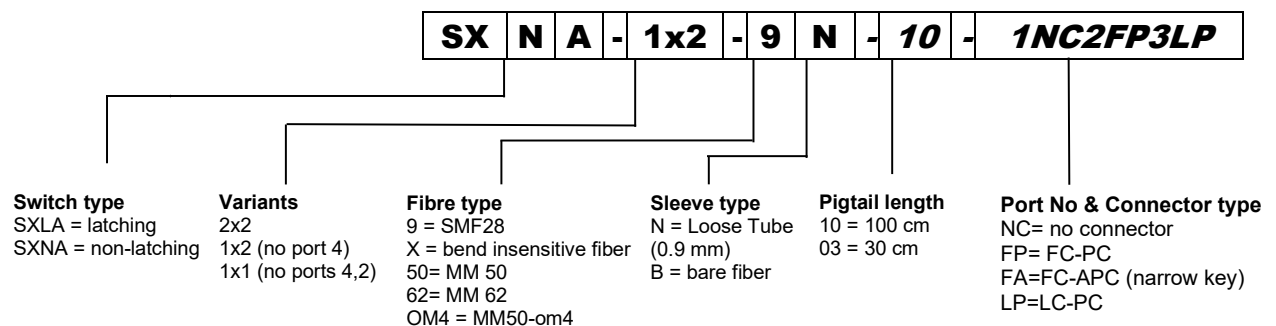 SX N A - 1x2 - 9 N - 10 - 1NC2FP3LP
Switch type
SXLA = latching
SXNA = non-latching
Variants
2x2
1x2 (no port 4)
1x1 (no ports 4,2)
Fibre type
9 = SMF28
X = bend insensitive fiber
50= MM 50
62= MM 62
OM4 = MM50-om4
Sleeve type
N = Loose Tube
(0.9 mm)
B = bare fiber
Pigtail length
10 = 100 cm
03 = 30 cm
Port No & Connector type
NC= no connector
FP= FC-PC
FA=FC-APC (narrow key)
LP=LC-PC